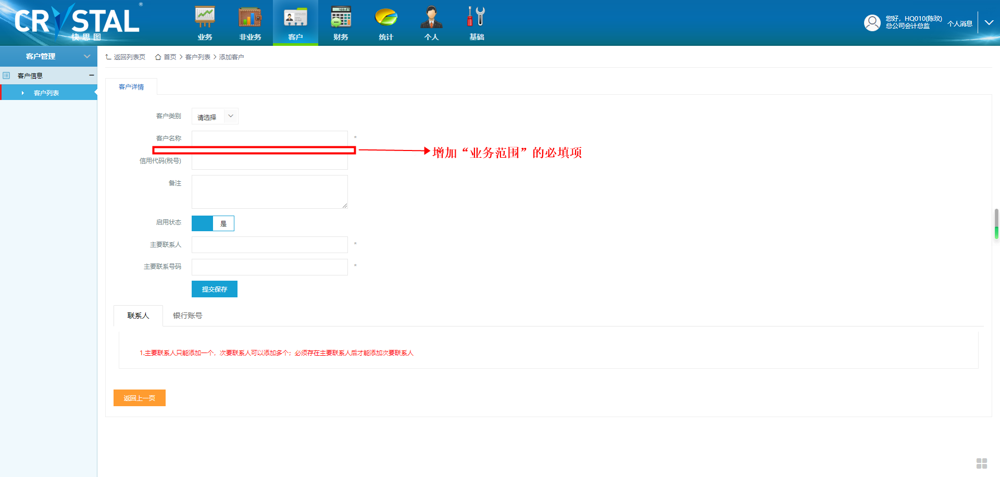 CRYSTAL®
快思图
业务
非业务
客户
财务
统计
个人
基础
您好，HQ010(陈玟)
总公司会计总监
个人消息
客户管理
客户信息
客户列表
返回列表页 首页 > 客户列表 > 添加客户
客户详情
客户类别 请选择
客户名称 *
增加“业务范围”的必填项
信用代码(税号)
备注
启用状态 是
主要联系人 *
主要联系号码 *
提交保存
联系人 银行账号
1.主要联系人只能添加一个，次要联系人可以添加多个；必须存在主要联系人后才能添加次要联系人
返回上一页